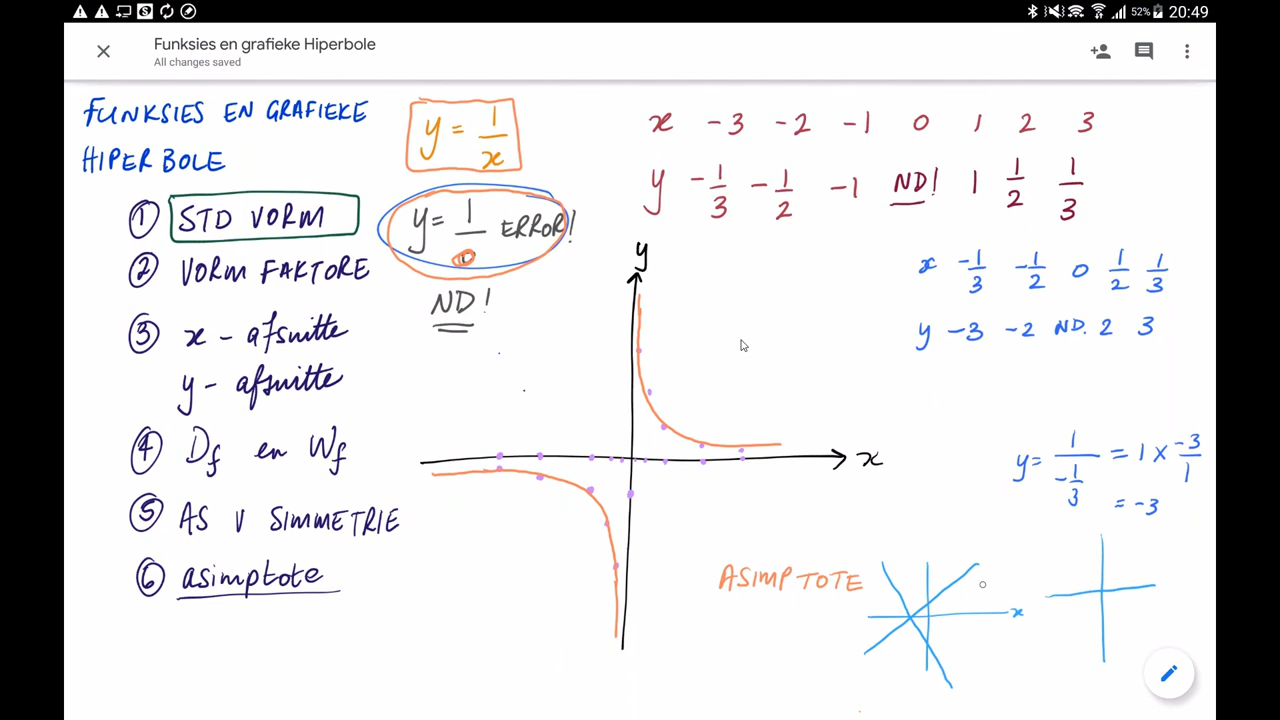 52% 20:49
Funksies en grafieke Hiperbole
All changes saved
FUNKSIES EN GRAFIEKE
HIPERBOLE
① STD VORM
② VORM FAKTORE
③ x - afsnitte
y - afsnitte
④ Df en Wf
⑤ AS V SIMMETRIE
⑥ asimptote
y = 1/x
y = 1/0 ERROR!
ND!
x -3 -2 -1 0 1 2 3
y -1/3 -1/2 -1 ND! 1 1/2 1/3
x -1/3 -1/2 0 1/2 1/3
y -3 -2 ND. 2 3
y
x
y = 1/(-1/3) = 1 × -3/1
= -3
ASIMPTOTE
x